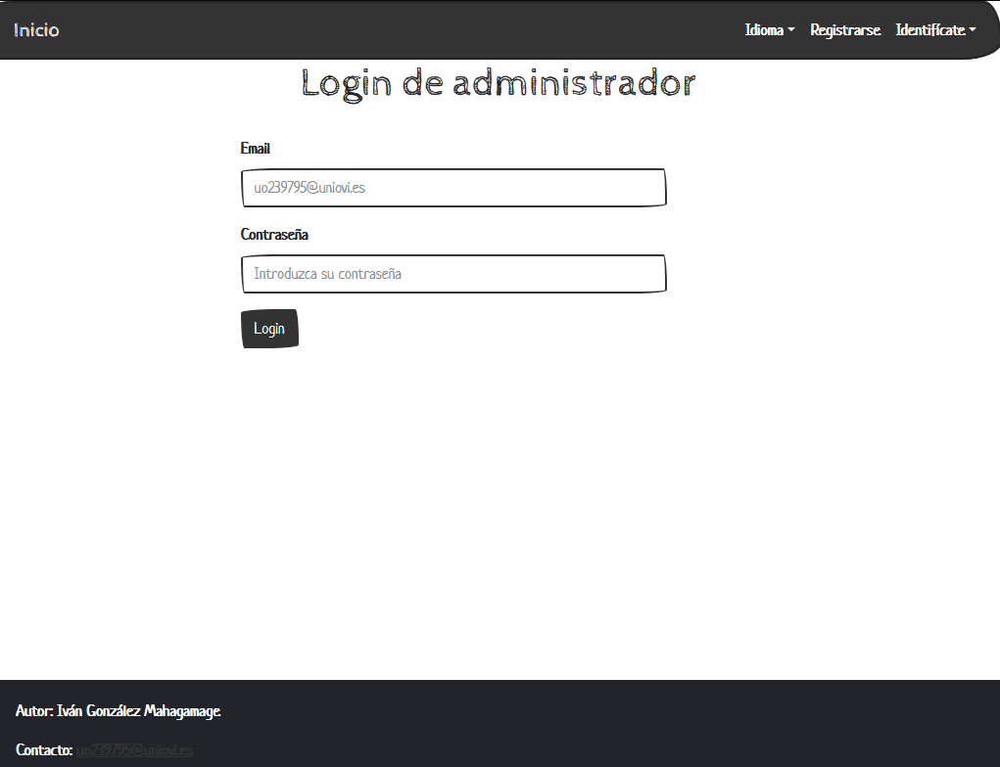 Inicio Idioma Registrarse Identifícate
Login de administrador
Email
uo239795@uniovi.es
Contraseña
Introduzca su contraseña
Login
Autor: Iván González Mahagamage
Contacto: uo239795@uniovi.es